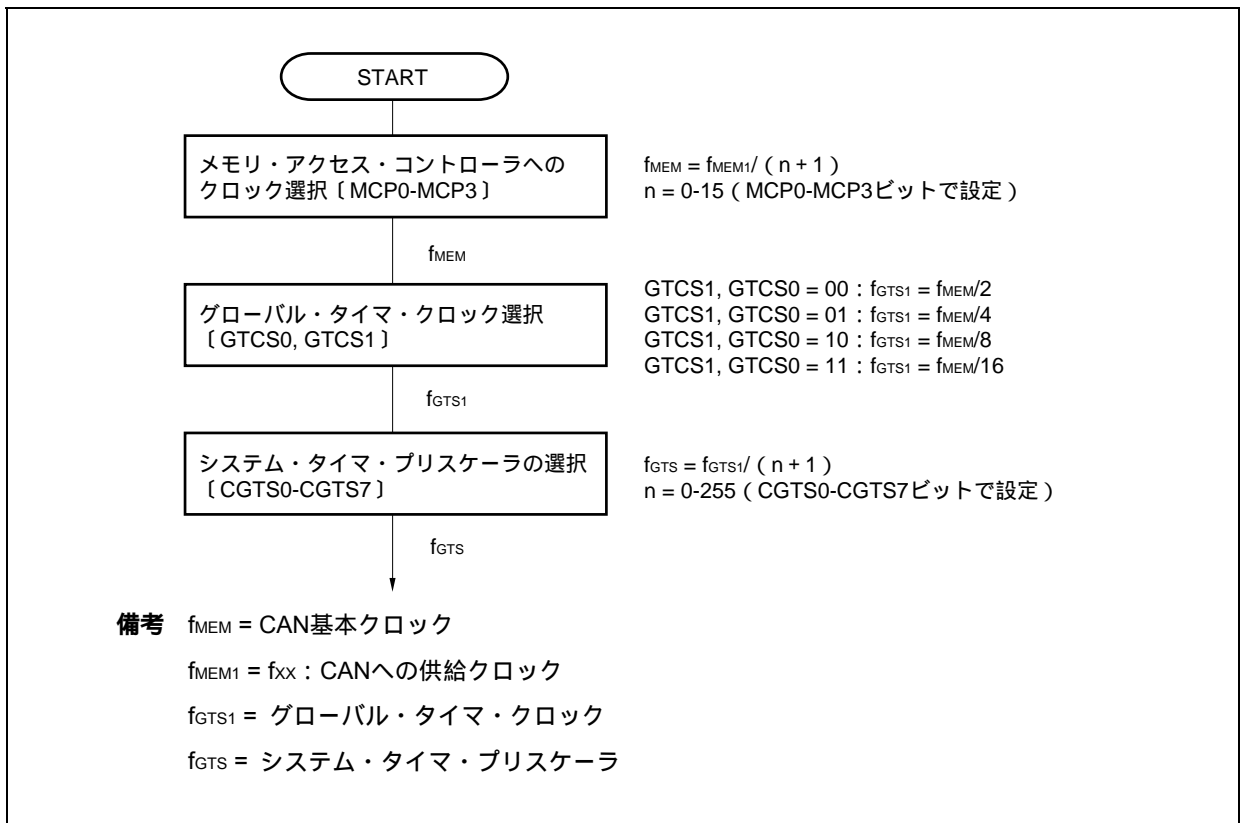 START
メモリ・アクセス・コントローラへの
クロック選択〔MCP0-MCP3〕
fMEM = fMEM1/（n + 1）
n = 0-15（MCP0-MCP3ビットで設定）
fMEM
グローバル・タイマ・クロック選択
〔GTCS0, GTCS1〕
GTCS1, GTCS0 = 00：fGTS1 = fMEM/2
GTCS1, GTCS0 = 01：fGTS1 = fMEM/4
GTCS1, GTCS0 = 10：fGTS1 = fMEM/8
GTCS1, GTCS0 = 11：fGTS1 = fMEM/16
fGTS1
システム・タイマ・プリスケーラの選択
〔CGTS0-CGTS7〕
fGTS = fGTS1/（n + 1）
n = 0-255（CGTS0-CGTS7ビットで設定）
fGTS
備考 fMEM = CAN基本クロック
fMEM1 = fXX：CANへの供給クロック
fGTS1 = グローバル・タイマ・クロック
fGTS = システム・タイマ・プリスケーラ